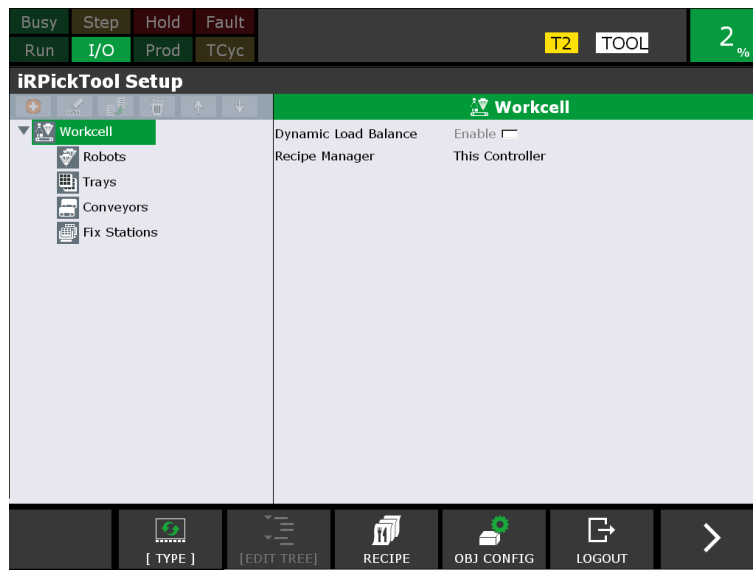 Busy Step Hold Fault
Run I/O Prod TCyc T2 TOOL 2%
iRPickTool Setup
Workcell
Workcell Dynamic Load Balance Enable
Robots Recipe Manager This Controller
Trays
Conveyors
Fix Stations
[ TYPE ] [EDIT TREE] RECIPE OBJ CONFIG LOGOUT